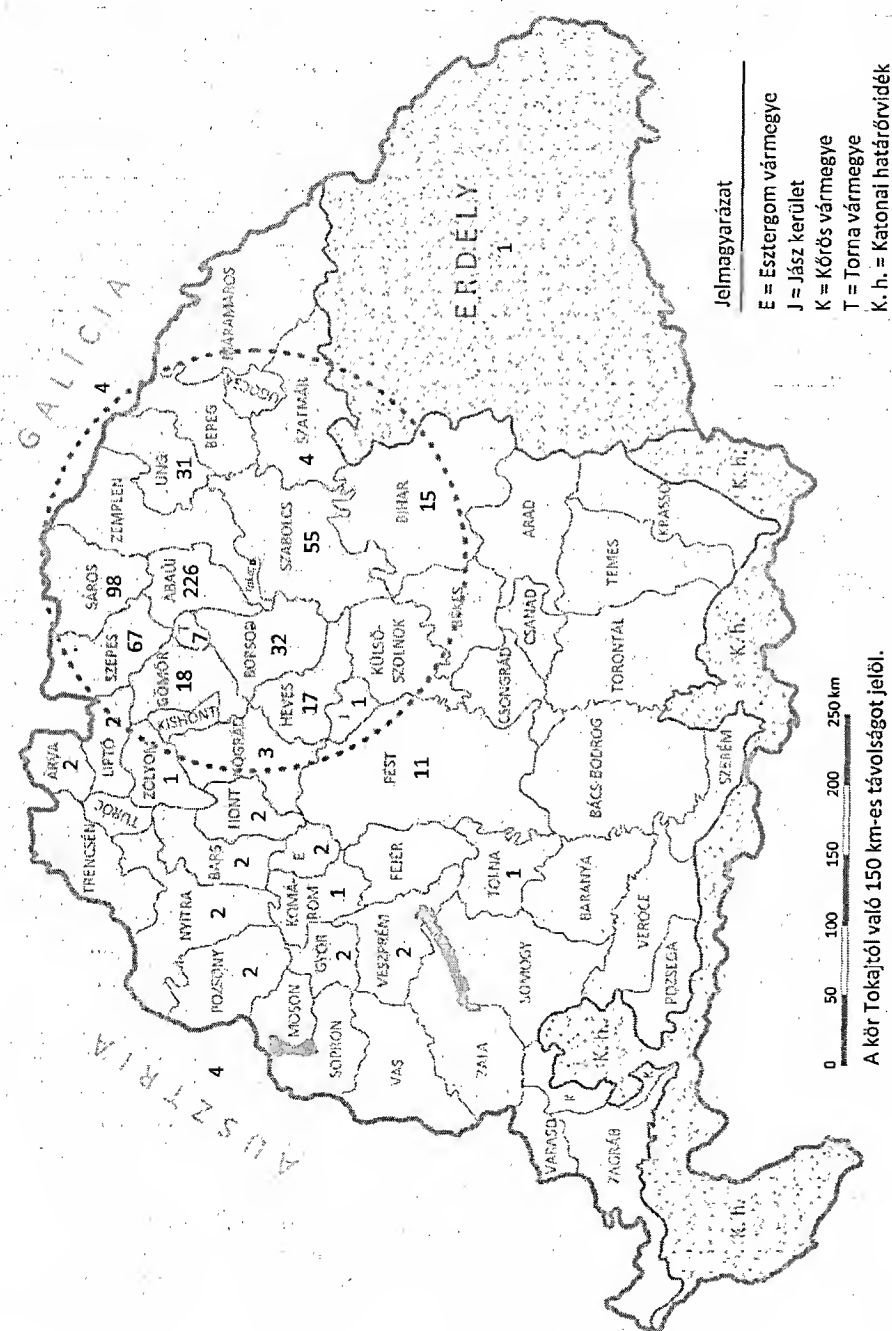 GALÍCIA
4
AUSZTRIA
4
ÁRVA
2
TRENCSÉN
LIPTÓ
2
TURÓC
ZÓLYOM
1
SZEPES
67
SÁROS
98
ZEMPLÉN
UNG
31
BEREG
MÁRAMAROS
UGOCSA
SZATMÁR
4
ABAÚJ
226
T
7
GÖMÖR
18
BORSOD
32
SZABOLCS
55
NYITRA
2
BARS
2
HONT
2
NÓGRÁD
3
HEVES
17
J
1
KÜLSŐ-
SZOLNOK
BIHAR
15
POZSONY
2
MOSON
GYŐR
2
KOMÁ-
ROM
1
E
2
PEST
11
SOPRON
VAS
VESZPRÉM
2
FEJÉR
ZALA
SOMOGY
TOLNA
1
BARANYA
BÁCS-BODROG
CSONGRÁD
BÉKÉS
CSANÁD
ARAD
TORONTÁL
TEMES
KRASSÓ
ERDÉLY
1
VARASD
ZÁGRÁB
K
K
K. h.
VERŐCE
POZSEGA
SZERÉM
K. h.
K. h.
K. h.
Jelmagyarázat
E = Esztergom vármegye
J = Jász kerület
K = Kőrös vármegye
T = Torna vármegye
K. h. = Katonai határőrvidék
0 50 100 150 200 250 km
A kör Tokajtól való 150 km-es távolságot jelöl.